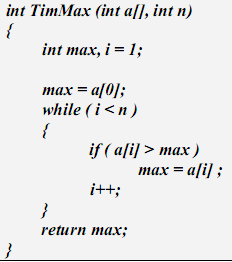 int TimMax (int a[], int n)
{
int max, i = 1;
max = a[0];
while ( i < n )
{
if ( a[i] > max )
max = a[i] ;
i++;
}
return max;
}